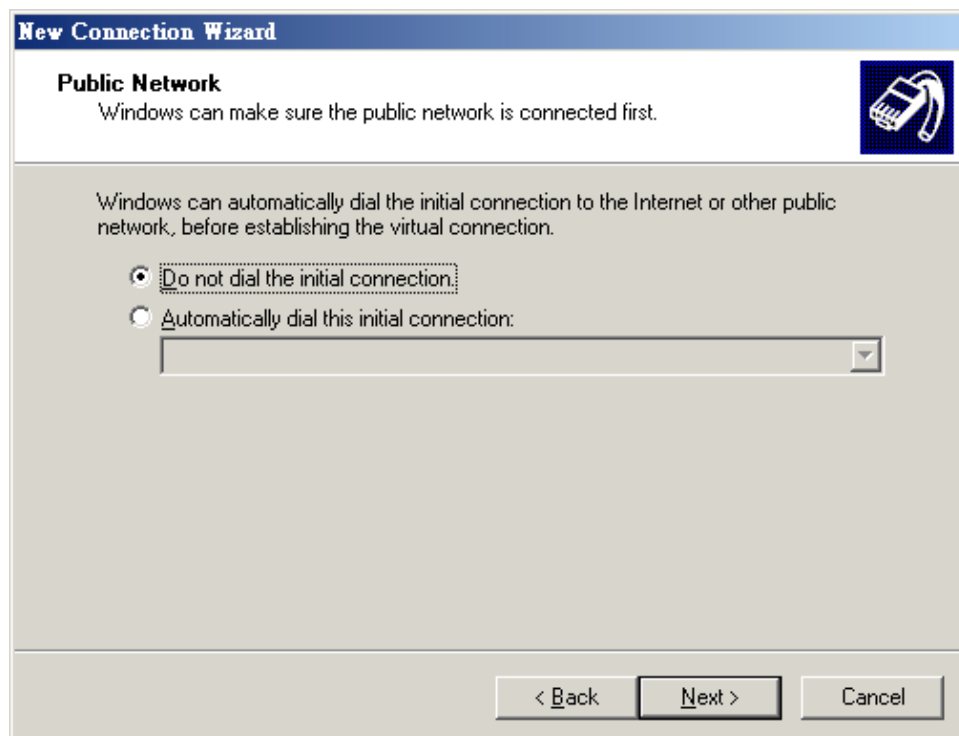 New Connection Wizard
Public Network
Windows can make sure the public network is connected first.
Windows can automatically dial the initial connection to the Internet or other public
network, before establishing the virtual connection.
Do not dial the initial connection.
Automatically dial this initial connection:
< Back
Next >
Cancel